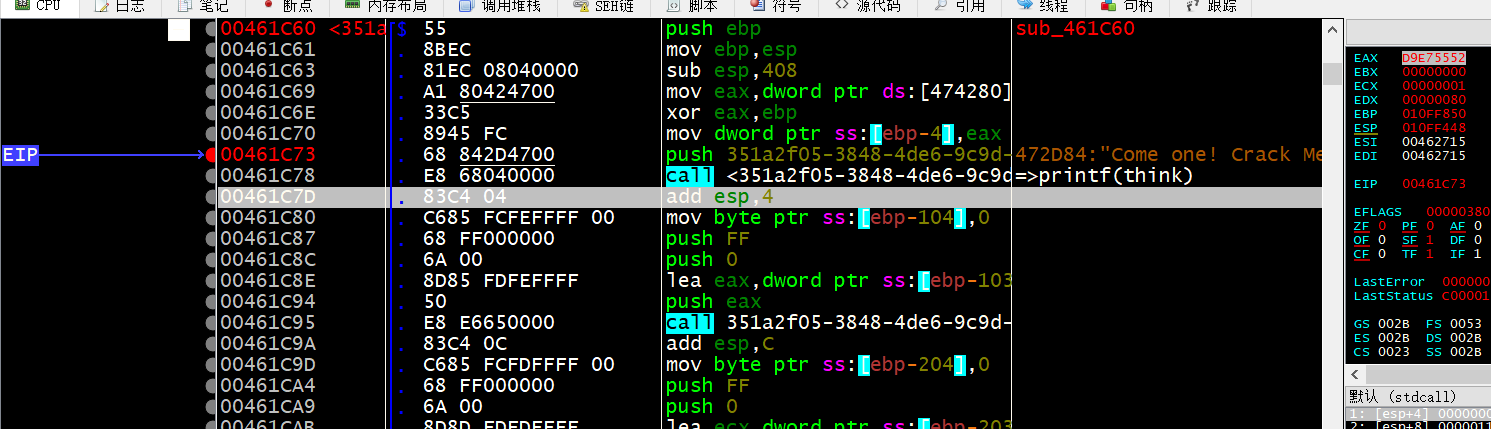 CPU 日志 笔记 断点 内存布局 调用堆栈 SEH链 脚本 符号 源代码 引用 线程 句柄 跟踪
00461C60 <351a $ 55 push ebp sub_461C60
00461C61 . 8BEC mov ebp,esp
00461C63 . 81EC 08040000 sub esp,408
00461C69 . A1 80424700 mov eax,dword ptr ds:[474280]
00461C6E . 33C5 xor eax,ebp
00461C70 . 8945 FC mov dword ptr ss:[ebp-4],eax
EIP 00461C73 . 68 842D4700 push 351a2f05-3848-4de6-9c9d- 472D84:"Come one! Crack Me
00461C78 . E8 68040000 call <351a2f05-3848-4de6-9c9d =>printf(think)
00461C7D . 83C4 04 add esp,4
00461C80 . C685 FCFEFFFF 00 mov byte ptr ss:[ebp-104],0
00461C87 . 68 FF000000 push FF
00461C8C . 6A 00 push 0
00461C8E . 8D85 FDFEFFFF lea eax,dword ptr ss:[ebp-103
00461C94 . 50 push eax
00461C95 . E8 E6650000 call 351a2f05-3848-4de6-9c9d-
00461C9A . 83C4 0C add esp,C
00461C9D . C685 FCFDFFFF 00 mov byte ptr ss:[ebp-204],0
00461CA4 . 68 FF000000 push FF
00461CA9 . 6A 00 push 0
00461CAB . 8D8D FDFDFFFF lea ecx,dword ptr ss:[ebp-203
EAX D9E75552
EBX 00000000
ECX 00000001
EDX 00000080
EBP 010FF850
ESP 010FF448
ESI 00462715
EDI 00462715
EIP 00461C73
EFLAGS 00000380
ZF 0 PF 0 AF 0
OF 0 SF 1 DF 0
CF 0 TF 1 IF 1
LastError 000000
LastStatus C00001
GS 002B FS 0053
ES 002B DS 002B
CS 0023 SS 002B
默认 (stdcall)
1: [esp+4] 0000000
2: [esp+8] 0000011